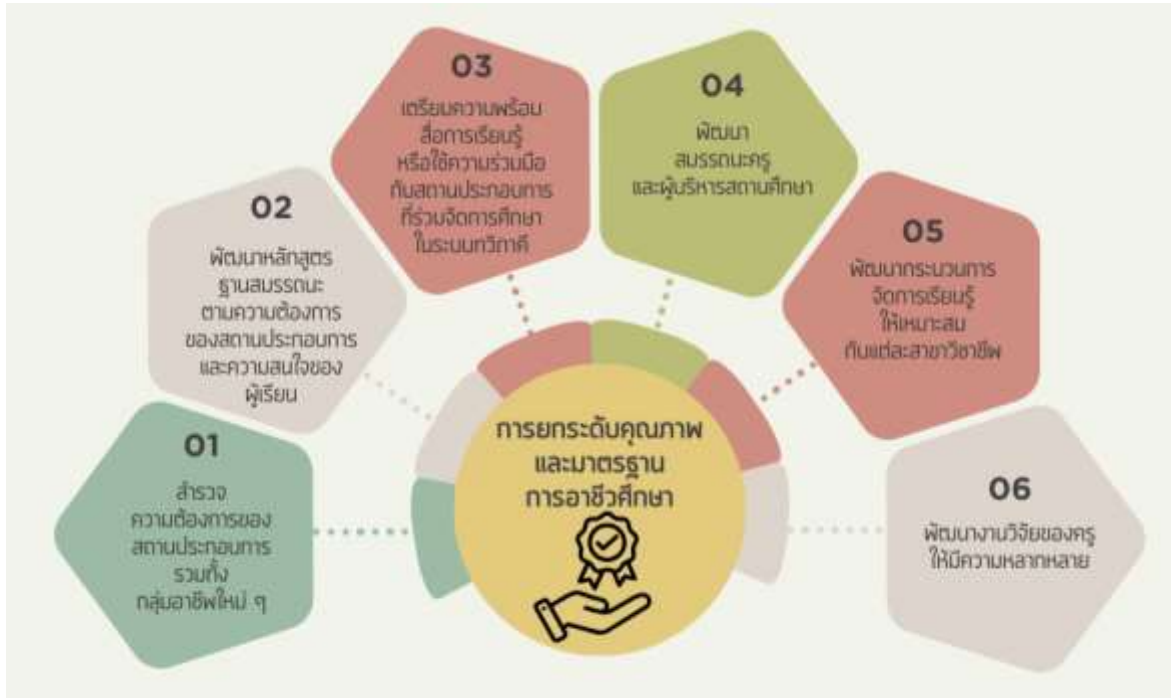 01
สำรวจ
ความต้องการของ
สถานประกอบการ
รวมทั้ง
กลุ่มอาชีพใหม่ ๆ
02
พัฒนาหลักสูตร
ฐานสมรรถนะ
ตามความต้องการ
ของสถานประกอบการ
และความสนใจของ
ผู้เรียน
03
เตรียมความพร้อม
สื่อการเรียนรู้
หรือใช้ความร่วมมือ
กับสถานประกอบการ
ที่ร่วมจัดการศึกษา
ในระบบทวิภาคี
04
พัฒนา
สมรรถนะครู
และผู้บริหารสถานศึกษา
05
พัฒนากระบวนการ
จัดการเรียนรู้
ให้เหมาะสม
กับแต่ละสาขาวิชาชีพ
06
พัฒนางานวิจัยของครู
ให้มีความหลากหลาย
การยกระดับคุณภาพ
และมาตรฐาน
การอาชีวศึกษา